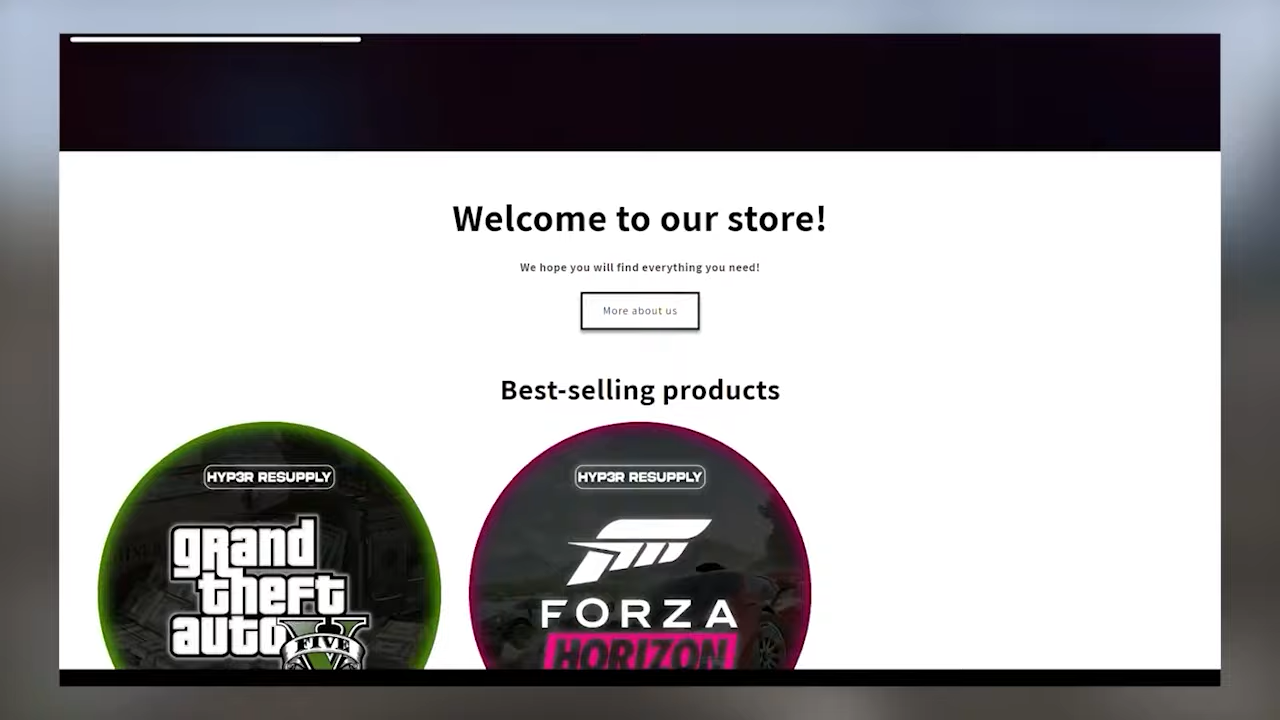 Welcome to our store!
We hope you will find everything you need!
More about us
Best-selling products
HYP3R RESUPPLY
grand
theft
auto
FIVE
HYP3R RESUPPLY
FORZA
HORIZON